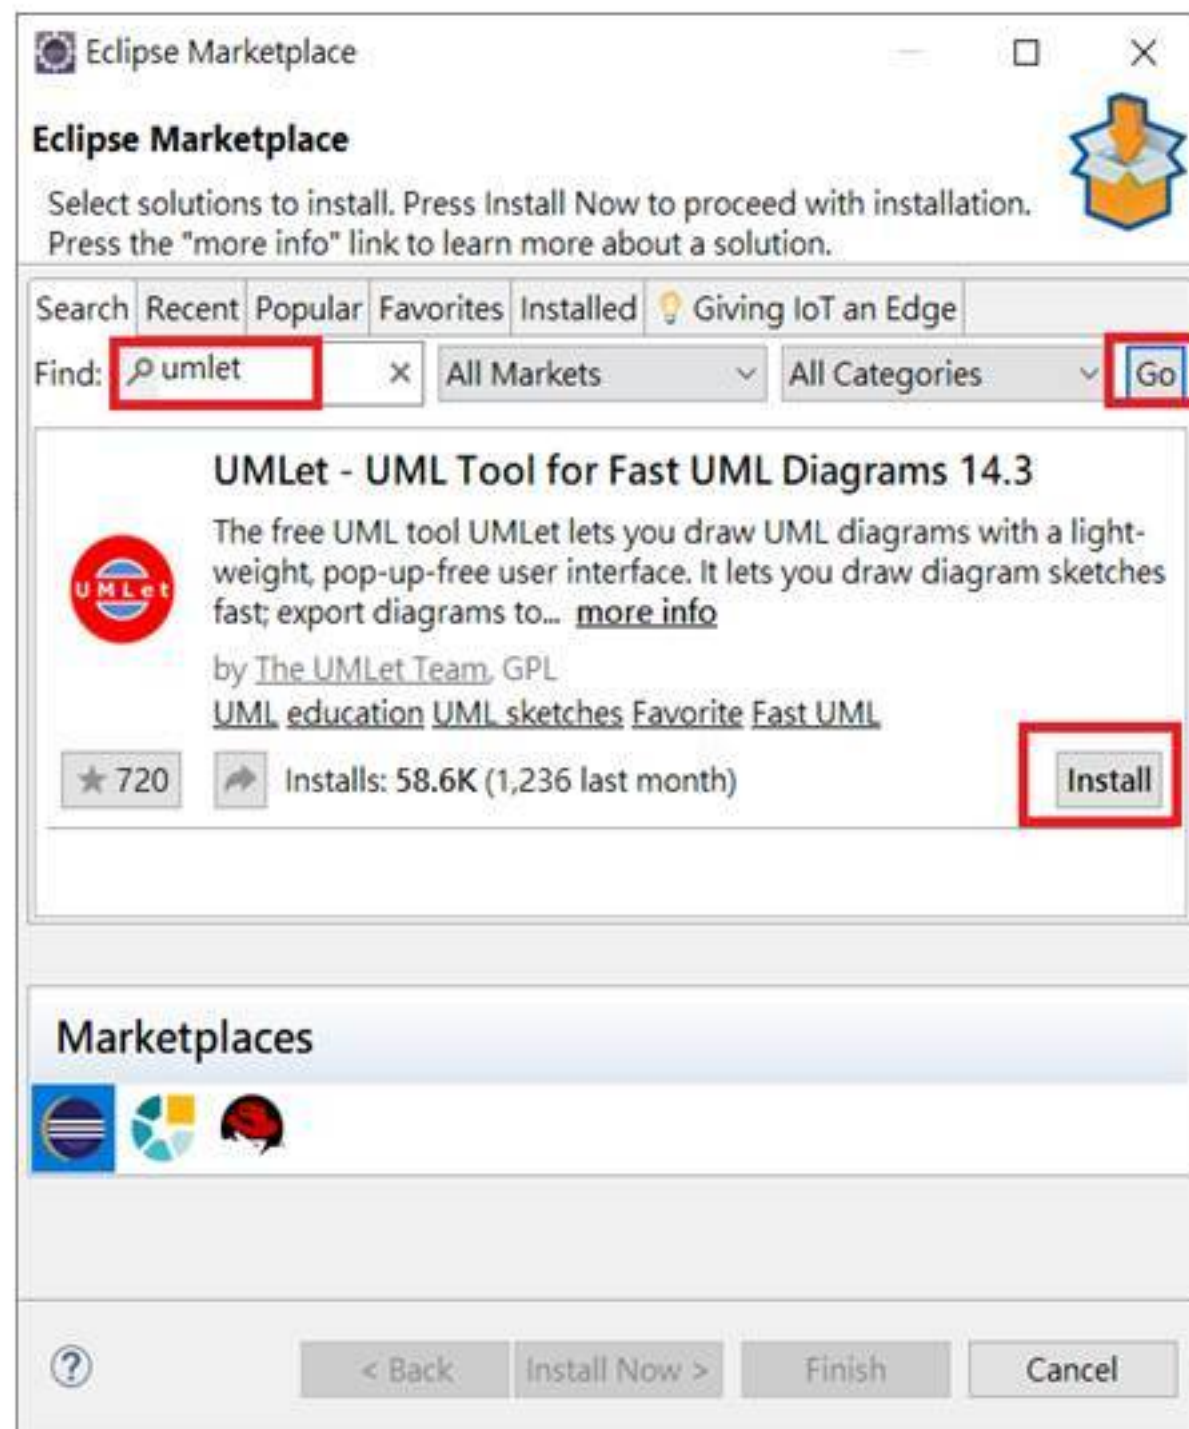 Eclipse Marketplace
Eclipse Marketplace
Select solutions to install. Press Install Now to proceed with installation.
Press the "more info" link to learn more about a solution.
Search Recent Popular Favorites Installed Giving IoT an Edge
Find: umlet All Markets All Categories Go
UMLet - UML Tool for Fast UML Diagrams 14.3
The free UML tool UMLet lets you draw UML diagrams with a light-
weight, pop-up-free user interface. It lets you draw diagram sketches
fast; export diagrams to... more info
UMLet
by The UMLet Team, GPL
UML education UML sketches Favorite Fast UML
720 Installs: 58.6K (1,236 last month) Install
Marketplaces
? < Back Install Now > Finish Cancel